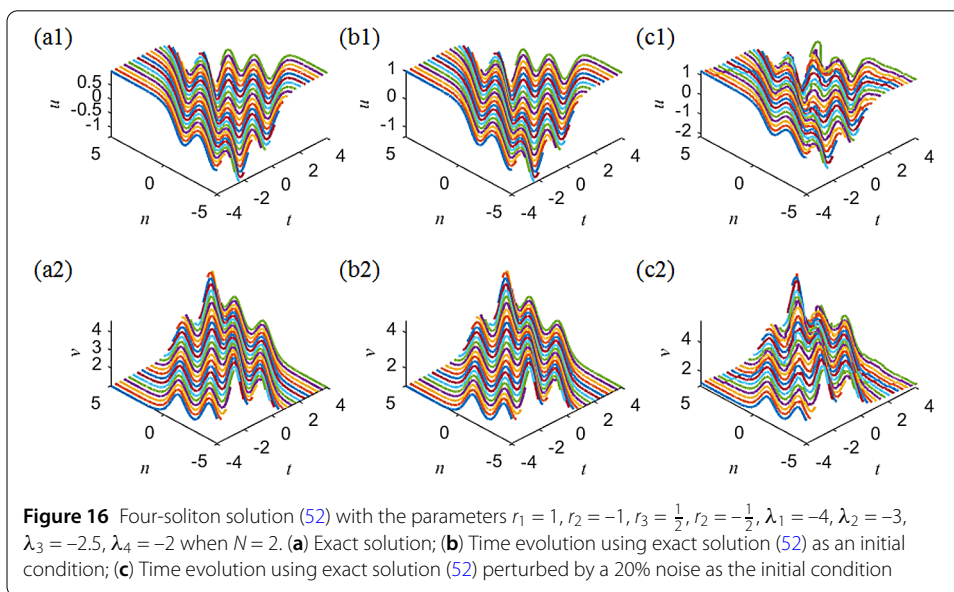 (a1) (b1) (c1)
0.5
-0.5
-1
u
5
0
-5
n
-4
-2
0
2
4
t
1
0
-1
u
5
0
-5
n
-4
-2
0
2
4
t
1
0
-1
-2
u
5
0
-5
n
-4
-2
0
2
4
t
(a2) (b2) (c2)
4
3
2
v
5
0
-5
n
-4
-2
0
2
4
t
4
2
v
5
0
-5
n
-4
-2
0
2
4
t
4
2
v
5
0
-5
n
-4
-2
0
2
4
t
Figure 16 Four-soliton solution (52) with the parameters r₁ = 1, r₂ = –1, r₃ = 1/2, r₂ = –1/2, λ₁ = –4, λ₂ = –3,
λ₃ = –2.5, λ₄ = –2 when N = 2. (a) Exact solution; (b) Time evolution using exact solution (52) as an initial
condition; (c) Time evolution using exact solution (52) perturbed by a 20% noise as the initial condition